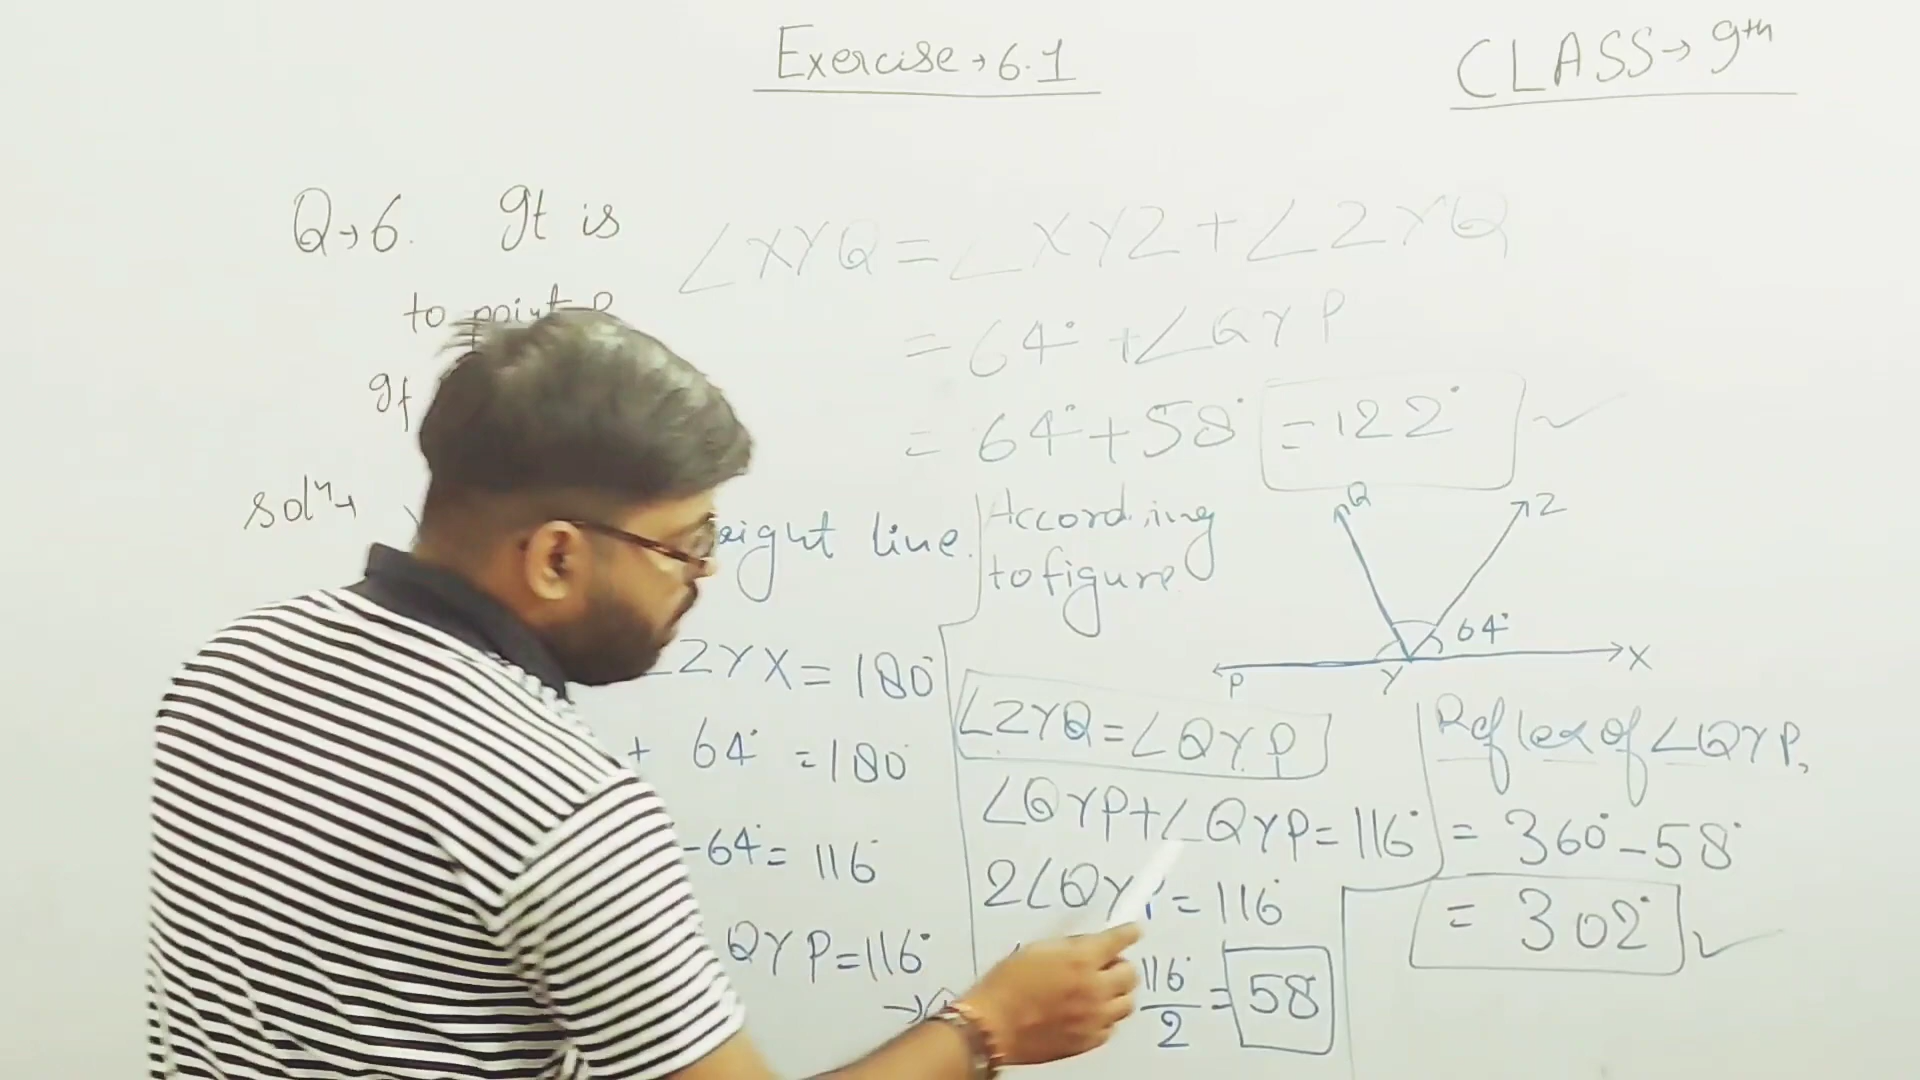 Exercise → 6.1
CLASS → 9th
Q→6. It is
to point P
If
∠XYQ = ∠XYZ + ∠ZYQ
= 64° + ∠QYP
= 64° + 58° = 122°
solⁿ→
aight line.
∠ZYX = 180°
+ 64° = 180°
-64° = 116°
QYP = 116°
According
to figure
∠ZYQ = ∠QYP
∠QYP + ∠QYP = 116°
2∠QYP = 116°
116°/2 = 58
Q
Z
64°
P
Y
X
Reflex of ∠QYP,
= 360° - 58°
= 302°